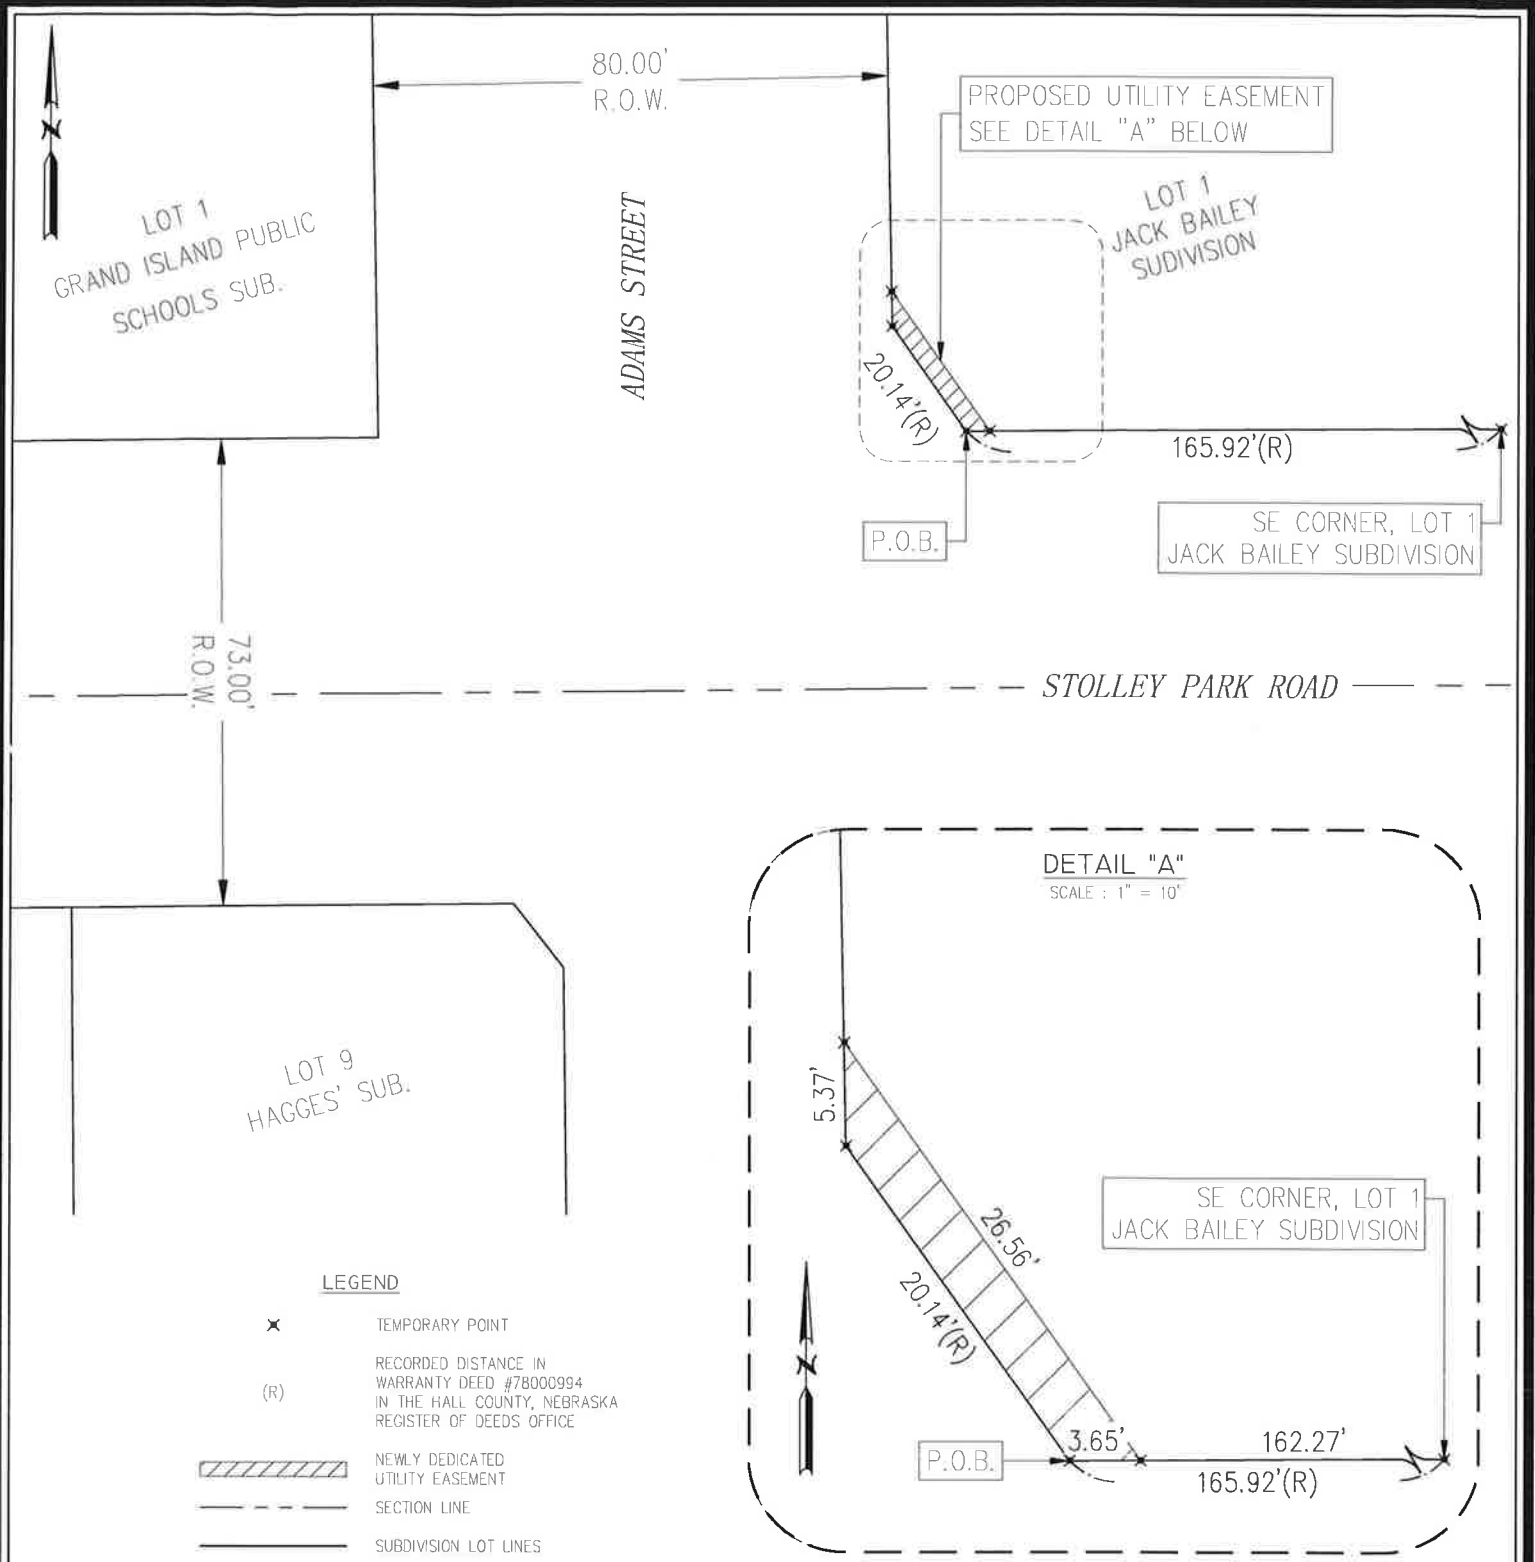 80.00'
R.O.W.
N
PROPOSED UTILITY EASEMENT
SEE DETAIL "A" BELOW
LOT 1
GRAND ISLAND PUBLIC
SCHOOLS SUB.
ADAMS STREET
LOT 1
JACK BAILEY
SUDIVISION
20.14'(R)
165.92'(R)
P.O.B.
SE CORNER, LOT 1
JACK BAILEY SUBDIVISION
73.00'
R.O.W.
STOLLEY PARK ROAD
DETAIL "A"
SCALE : 1" = 10'
LOT 9
HAGGES' SUB.
5.37'
26.56'
20.14'(R)
SE CORNER, LOT 1
JACK BAILEY SUBDIVISION
N
P.O.B.
3.65'
162.27'
165.92'(R)
LEGEND
TEMPORARY POINT
(R)
RECORDED DISTANCE IN
WARRANTY DEED #78000994
IN THE HALL COUNTY, NEBRASKA
REGISTER OF DEEDS OFFICE
NEWLY DEDICATED
UTILITY EASEMENT
SECTION LINE
SUBDIVISION LOT LINES